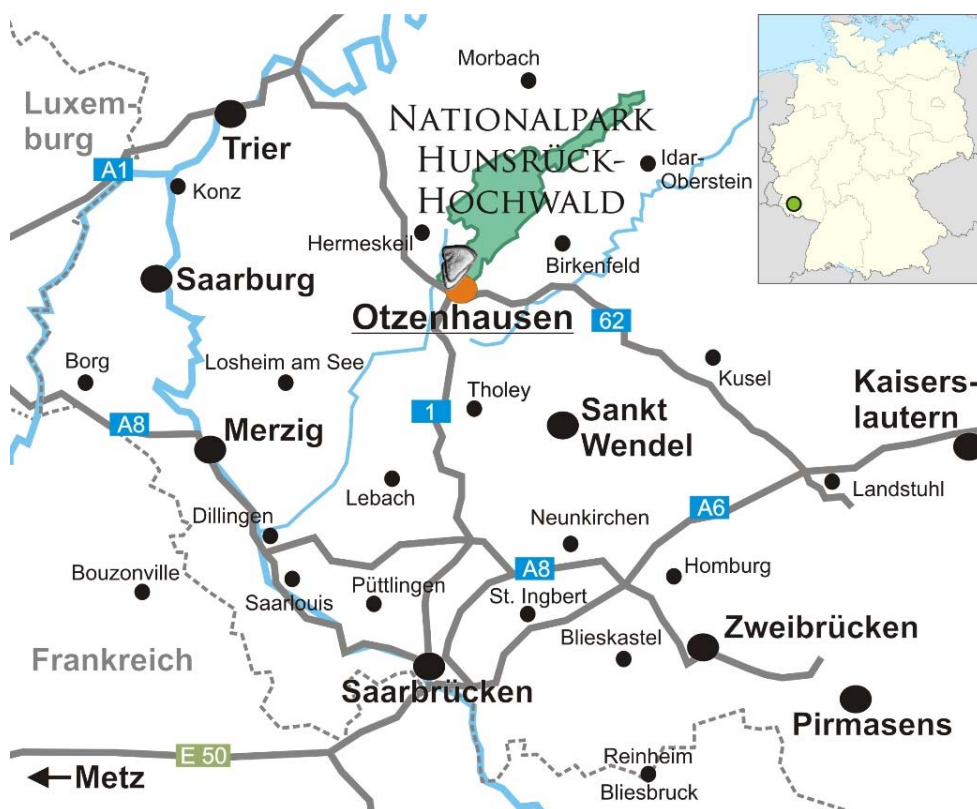 Morbach
Luxem-
burg
NATIONALPARK
HUNSRÜCK-
HOCHWALD
Trier
Idar-
Oberstein
A1
Konz
Hermeskeil
Birkenfeld
Saarburg
Otzenhausen
62
Borg
Losheim am See
Kusel
Kaisers-
lautern
Tholey
A8
1
Merzig
Sankt
Wendel
Lebach
Landstuhl
A6
Dillingen
Neunkirchen
A8
Homburg
Bouzonville
Saarlouis
Püttlingen
St. Ingbert
Blieskastel
Zweibrücken
Frankreich
Saarbrücken
Pirmasens
E 50
Metz
Reinheim
Bliesbruck